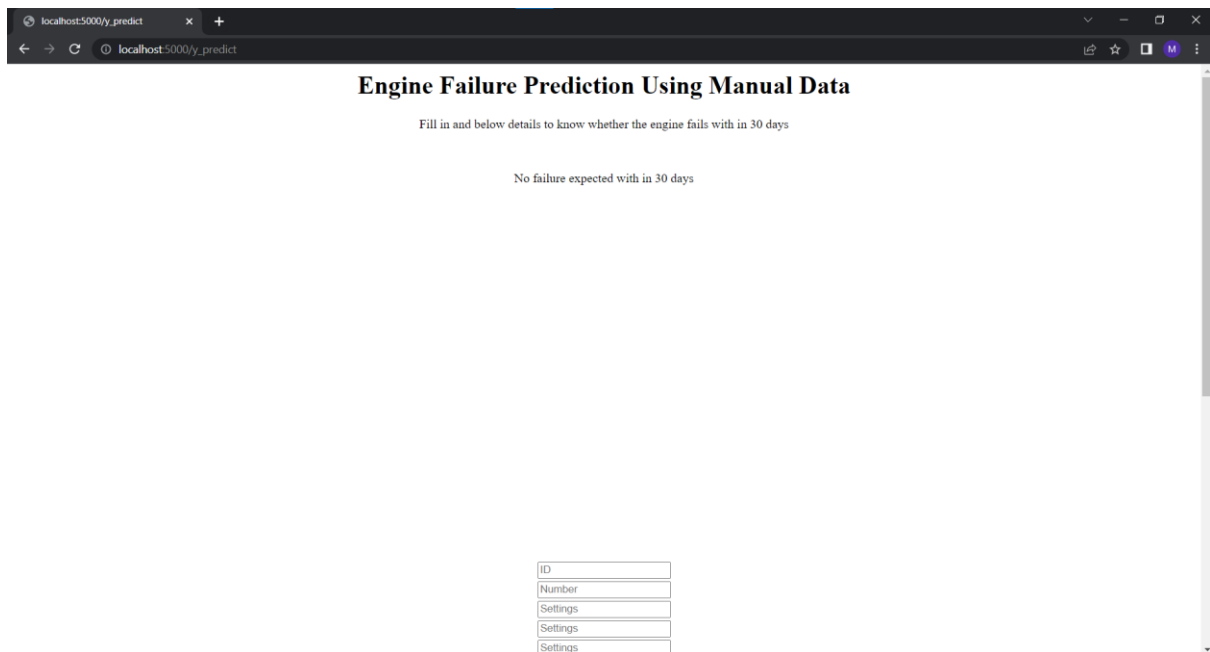 localhost:5000/y_predict
localhost:5000/y_predict
M
Engine Failure Prediction Using Manual Data
Fill in and below details to know whether the engine fails with in 30 days
No failure expected with in 30 days
ID
Number
Settings
Settings
Settings